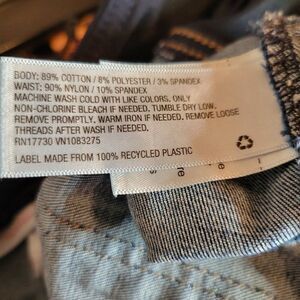 BODY: 89% COTTON / 8% POLYESTER / 3% SPANDEX
WAIST: 90% NYLON / 10% SPANDEX
MACHINE WASH COLD WITH LIKE COLORS, ONLY
NON-CHLORINE BLEACH IF NEEDED. TUMBLE DRY LOW.
REMOVE PROMPTLY. WARM IRON IF NEEDED. REMOVE LOOSE
THREADS AFTER WASH IF NEEDED.
RN17730 VN1083275
LABEL MADE FROM 100% RECYCLED PLASTIC